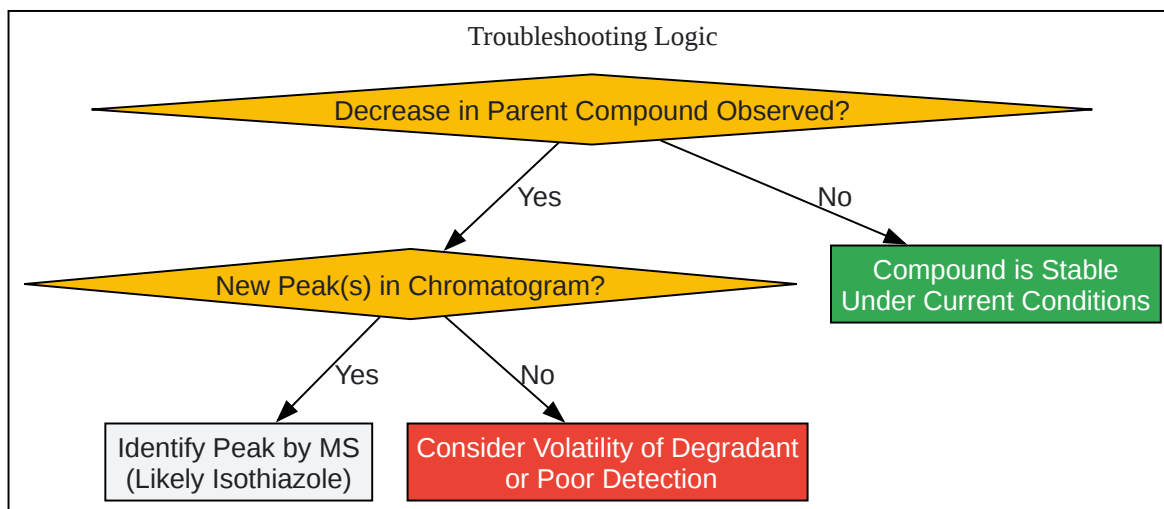 Troubleshooting Logic
Decrease in Parent Compound Observed?
Yes
No
New Peak(s) in Chromatogram?
Compound is Stable
Under Current Conditions
Yes
No
Identify Peak by MS
(Likely Isothiazole)
Consider Volatility of Degradant
or Poor Detection